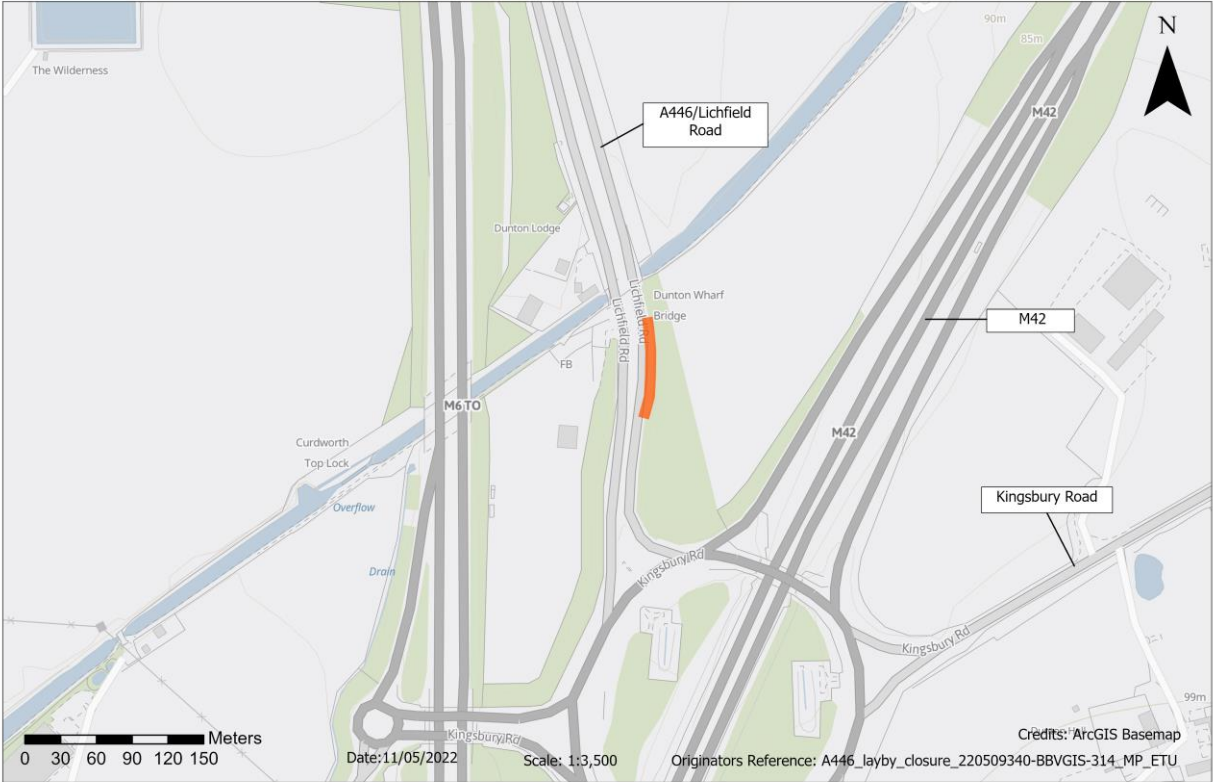 90m
N
85m
The Wilderness
M42
A446/Lichfield
Road
Dunton Lodge
Lichfield Rd
Dunton Wharf
Bridge
Lichfield Rd
M42
FB
M6 TO
M42
Curdworth
Top Lock
Kingsbury Road
Overflow
Kingsbury Rd
Drain
Kingsbury Rd
99m
Kingsbury Rd
Credits: ArcGIS Basemap
Meters
0 30 60 90 120 150
Date:11/05/2022
Scale: 1:3,500
Originators Reference: A446_layby_closure_220509340-BBVGIS-314_MP_ETU